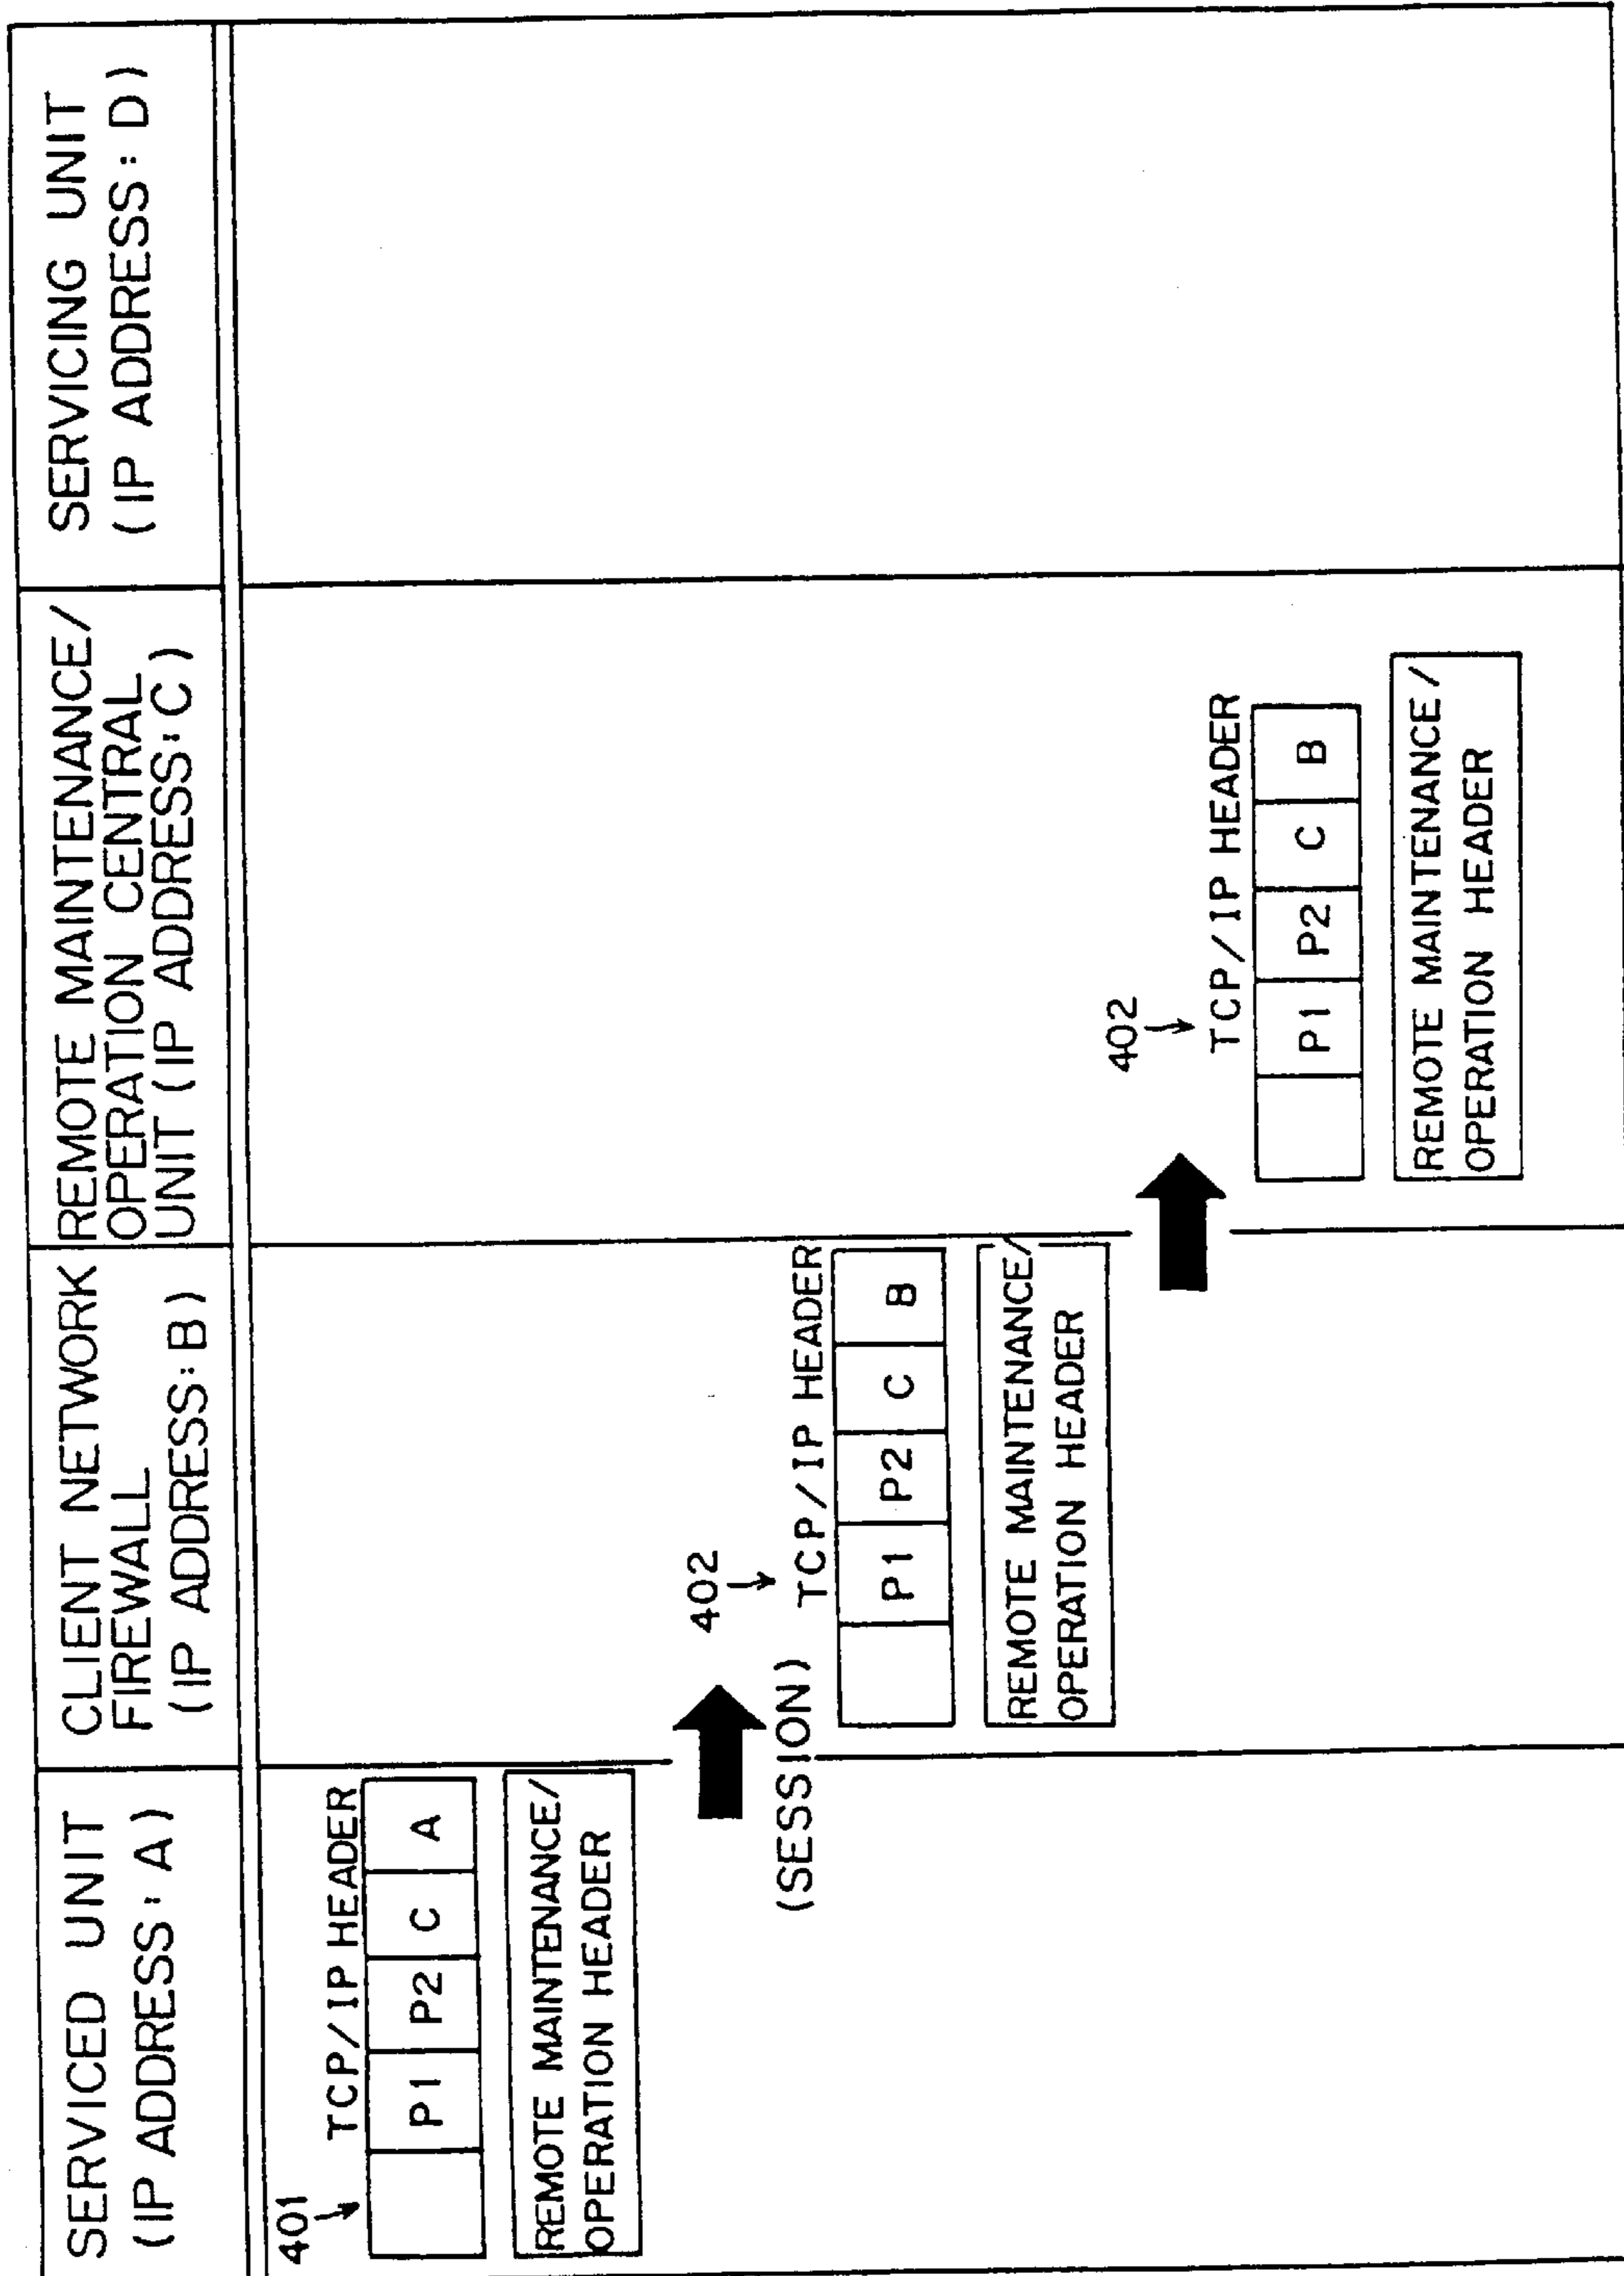 SERVICED UNIT
(IP ADDRESS: A)
CLIENT NETWORK
FIREWALL
(IP ADDRESS: B)
REMOTE MAINTENANCE/
OPERATION CENTRAL
UNIT (IP ADDRESS: C)
SERVICING UNIT
(IP ADDRESS: D)
401
TCP/IP HEADER
P1 P2 C A
REMOTE MAINTENANCE/
OPERATION HEADER
402
(SESSION) TCP/IP HEADER
P1 P2 C B
REMOTE MAINTENANCE/
OPERATION HEADER
402
TCP/IP HEADER
P1 P2 C B
REMOTE MAINTENANCE/
OPERATION HEADER